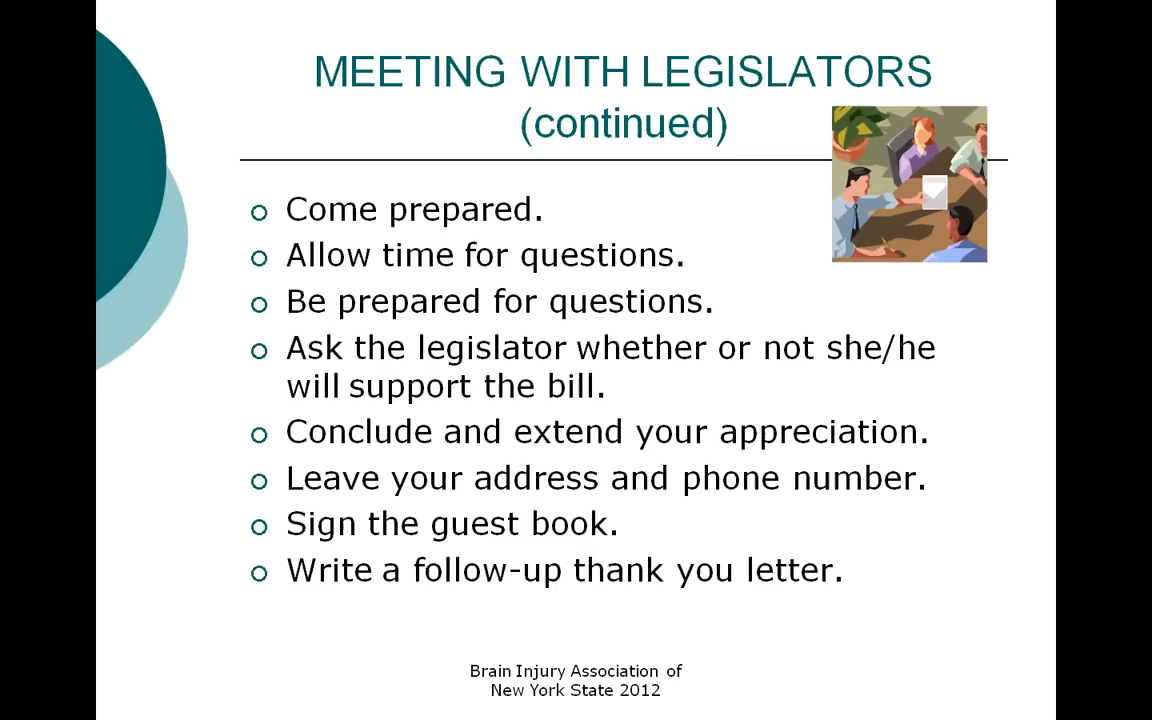 MEETING WITH LEGISLATORS
(continued)
Come prepared.
Allow time for questions.
Be prepared for questions.
Ask the legislator whether or not she/he
will support the bill.
Conclude and extend your appreciation.
Leave your address and phone number.
Sign the guest book.
Write a follow-up thank you letter.
Brain Injury Association of
New York State 2012